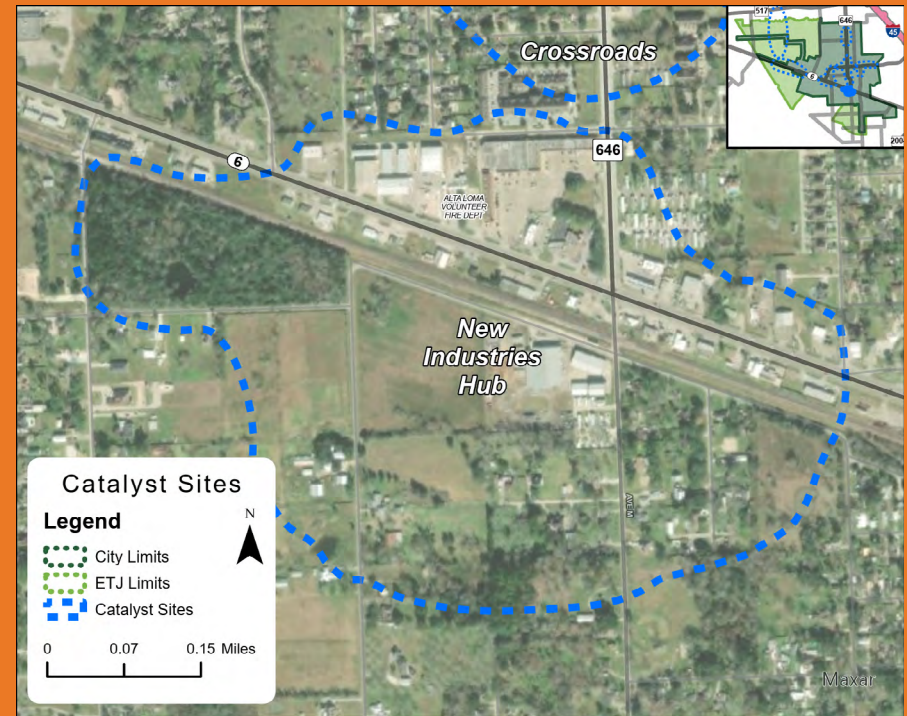 Crossroads
646
6
ALTA LOMA
VOLUNTEER
FIRE DEPT
New
Industries
Hub
AVE M
Catalyst Sites
Legend
N
City Limits
ETJ Limits
Catalyst Sites
0 0.07 0.15 Miles
Maxar
517
646
45
6
200